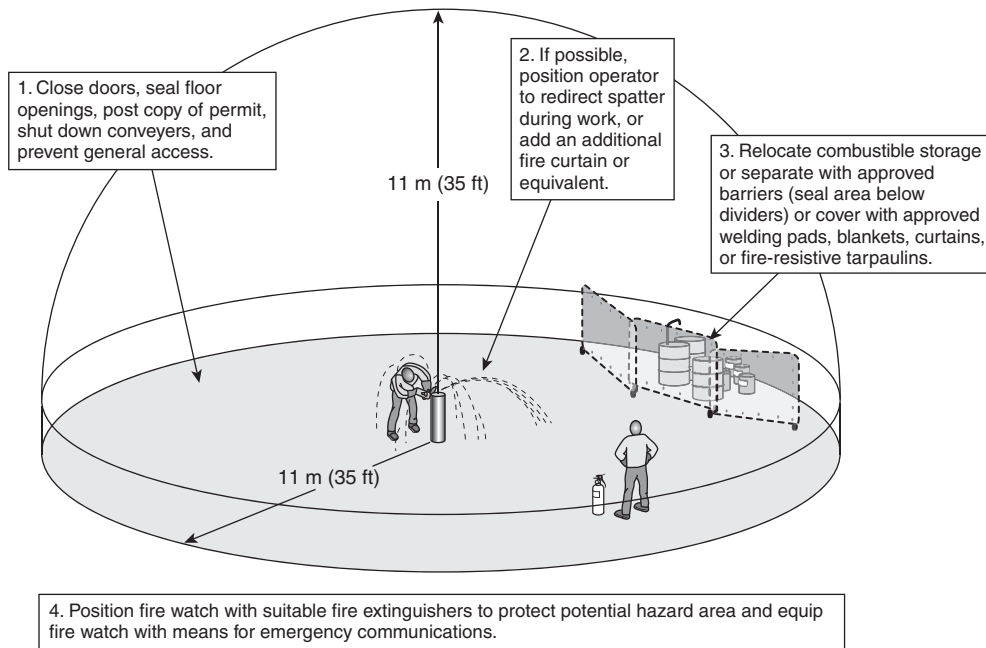 1. Close doors, seal floor
openings, post copy of permit,
shut down conveyers, and
prevent general access.
2. If possible,
position operator
to redirect spatter
during work, or
add an additional
fire curtain or
equivalent.
3. Relocate combustible storage
or separate with approved
barriers (seal area below
dividers) or cover with approved
welding pads, blankets, curtains,
or fire-resistive tarpaulins.
11 m (35 ft)
11 m (35 ft)
4. Position fire watch with suitable fire extinguishers to protect potential hazard area and equip
fire watch with means for emergency communications.